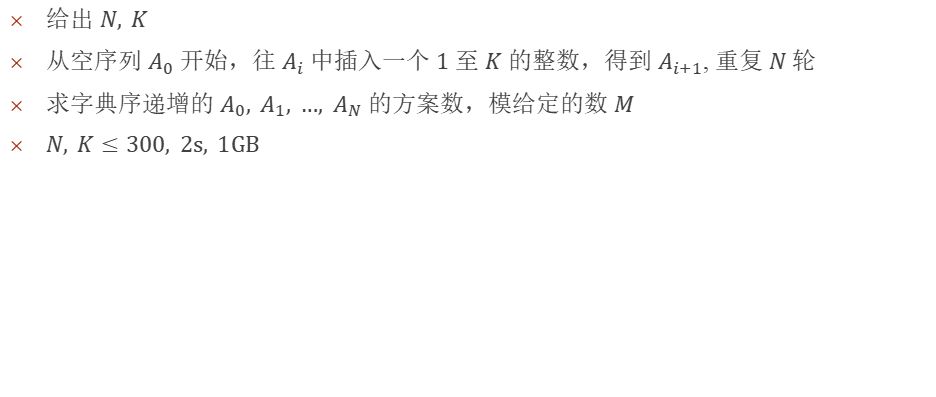 × 给出 N, K
× 从空序列 A₀ 开始，往 Aᵢ 中插入一个 1 至 K 的整数，得到 Aᵢ₊₁, 重复 N 轮
× 求字典序递增的 A₀, A₁, …, A_N 的方案数，模给定的数 M
× N, K ≤ 300, 2s, 1GB